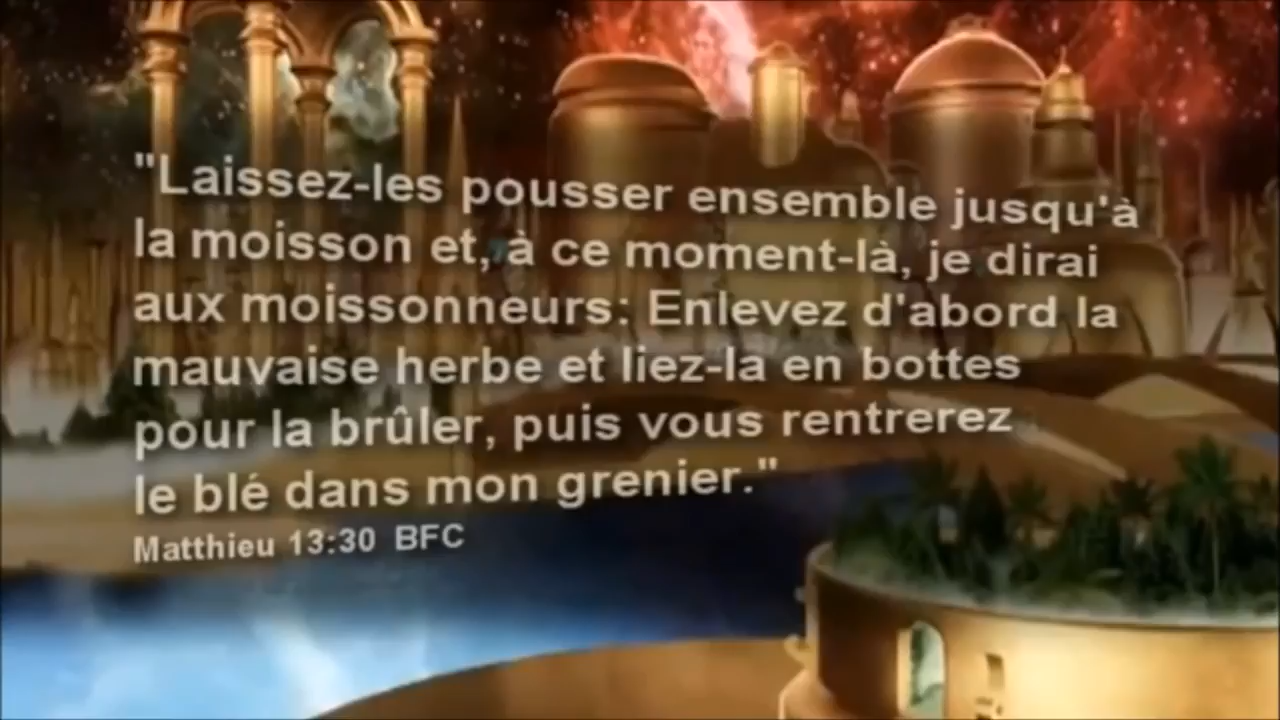 "Laissez-les pousser ensemble jusqu'à
la moisson et, à ce moment-là, je dirai
aux moissonneurs: Enlevez d'abord la
mauvaise herbe et liez-la en bottes
pour la brûler, puis vous rentrerez
le blé dans mon grenier."
Matthieu 13:30 BFC